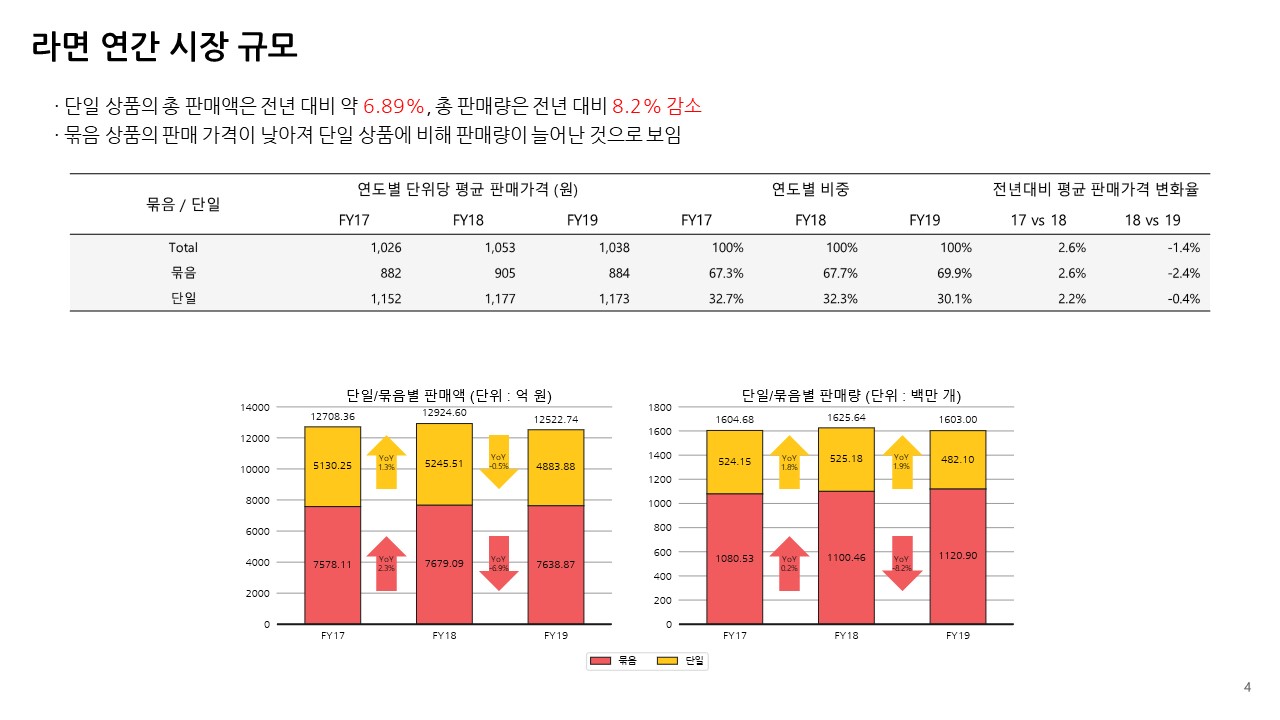 라면 연간 시장 규모
· 단일 상품의 총 판매액은 전년 대비 약 6.89%, 총 판매량은 전년 대비 8.2% 감소
· 묶음 상품의 판매 가격이 낮아져 단일 상품에 비해 판매량이 늘어난 것으로 보임
묶음 / 단일 연도별 단위당 평균 판매가격 (원) 연도별 비중 전년대비 평균 판매가격 변화율
FY17 FY18 FY19 FY17 FY18 FY19 17 vs 18 18 vs 19
Total 1,026 1,053 1,038 100% 100% 100% 2.6% -1.4%
묶음 882 905 884 67.3% 67.7% 69.9% 2.6% -2.4%
단일 1,152 1,177 1,173 32.7% 32.3% 30.1% 2.2% -0.4%
단일/묶음별 판매액 (단위 : 억 원)
14000
12000
10000
8000
6000
4000
2000
0
12708.36 12924.60 12522.74
5130.25 YoY 1.3% 5245.51 YoY -0.5% 4883.88
7578.11 YoY 2.3% 7679.09 YoY -6.9% 7638.87
FY17 FY18 FY19
단일/묶음별 판매량 (단위 : 백만 개)
1800
1600
1400
1200
1000
800
600
400
200
0
1604.68 1625.64 1603.00
524.15 YoY 1.8% 525.18 YoY 1.9% 482.10
1080.53 YoY 0.2% 1100.46 YoY -8.2% 1120.90
FY17 FY18 FY19
묶음 단일
4